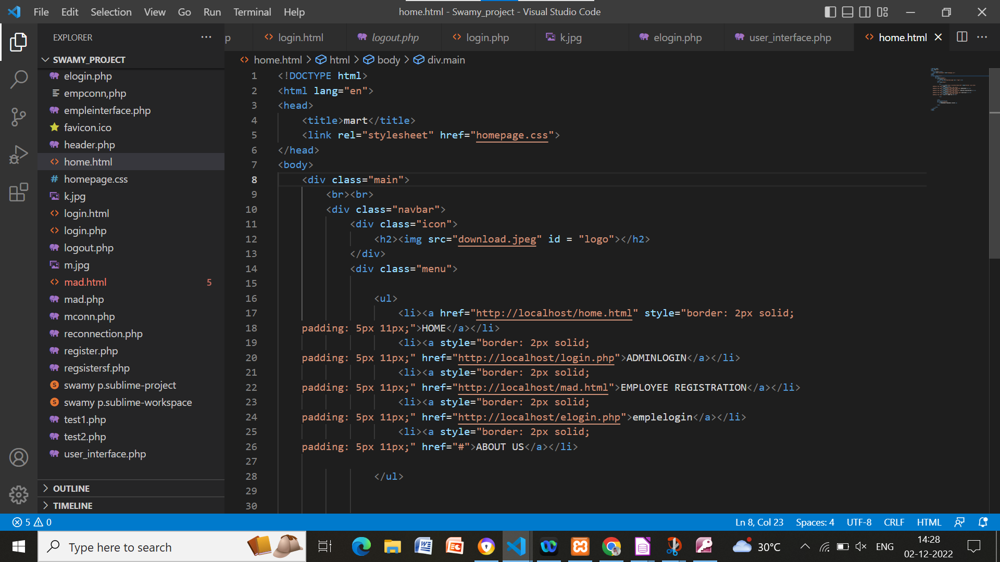 File Edit Selection View Go Run Terminal Help
home.html - Swamy_project - Visual Studio Code
EXPLORER
p login.html logout.php login.php k.jpg elogin.php user_interface.php home.html
SWAMY_PROJECT
elogin.php
empconn,php
empleinterface.php
favicon.ico
header.php
home.html
homepage.css
k.jpg
login.html
login.php
logout.php
m.jpg
mad.html 5
mad.php
mconn.php
reconnection.php
register.php
regsistersf.php
swamy p.sublime-project
swamy p.sublime-workspace
test1.php
test2.php
user_interface.php
OUTLINE
TIMELINE
home.html > html > body > div.main
1 <!DOCTYPE html>
2 <html lang="en">
3 <head>
4 <title>mart</title>
5 <link rel="stylesheet" href="homepage.css">
6 </head>
7 <body>
8 <div class="main">
9 <br><br>
10 <div class="navbar">
11 <div class="icon">
12 <h2><img src="download.jpeg" id = "logo"></h2>
13 </div>
14 <div class="menu">
15
16 <ul>
17 <li><a href="http://localhost/home.html" style="border: 2px solid;
18 padding: 5px 11px;">HOME</a></li>
19 <li><a style="border: 2px solid;
20 padding: 5px 11px;" href="http://localhost/login.php">ADMINLOGIN</a></li>
21 <li><a style="border: 2px solid;
22 padding: 5px 11px;" href="http://localhost/mad.html">EMPLOYEE REGISTRATION</a></li>
23 <li><a style="border: 2px solid;
24 padding: 5px 11px;" href="http://localhost/elogin.php">emplelogin</a></li>
25 <li><a style="border: 2px solid;
26 padding: 5px 11px;" href="#">ABOUT US</a></li>
27
28 </ul>
29
30
5 0
Ln 8, Col 23 Spaces: 4 UTF-8 CRLF HTML
Type here to search
30°C
ENG
14:28
02-12-2022